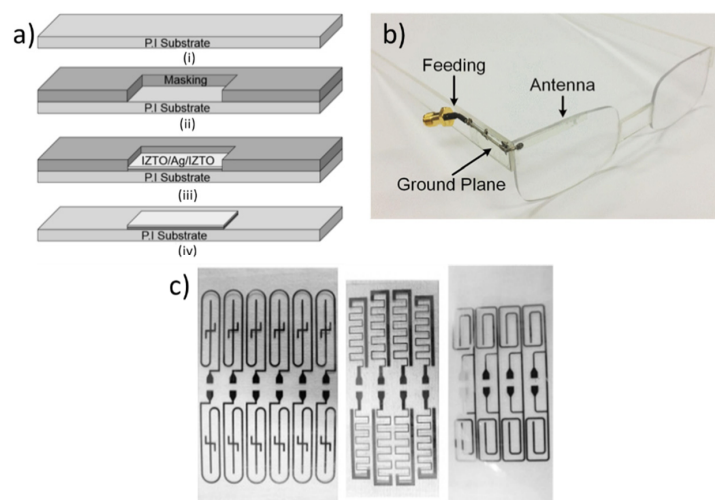 a)
P.I Substrate
(i)
Masking
P.I Substrate
(ii)
IZTO/Ag/IZTO
P.I Substrate
(iii)
P.I Substrate
(iv)
b)
Feeding
Antenna
Ground Plane
c)